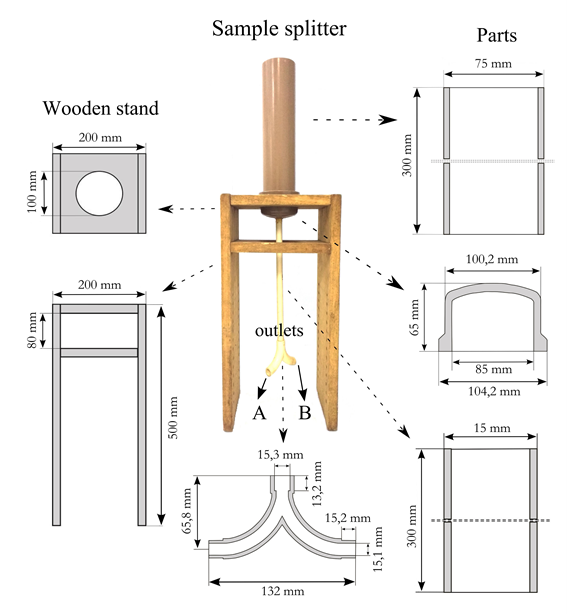 Sample splitter
Parts
Wooden stand
200 mm
100 mm
200 mm
80 mm
500 mm
outlets
A
B
75 mm
300 mm
100,2 mm
65 mm
85 mm
104,2 mm
15 mm
300 mm
15,3 mm
13,2 mm
65,8 mm
15,2 mm
15,1 mm
132 mm